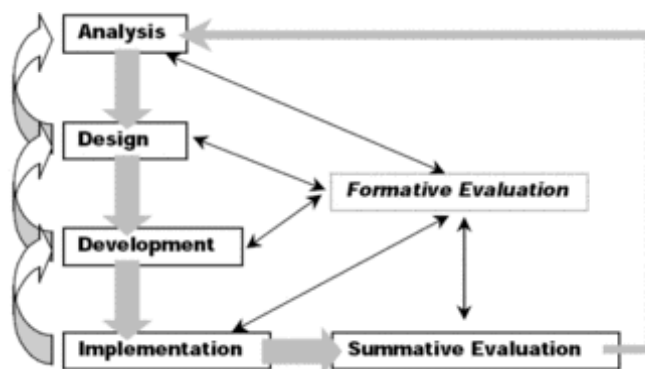 Analysis
Design
Formative Evaluation
Development
Implementation
Summative Evaluation